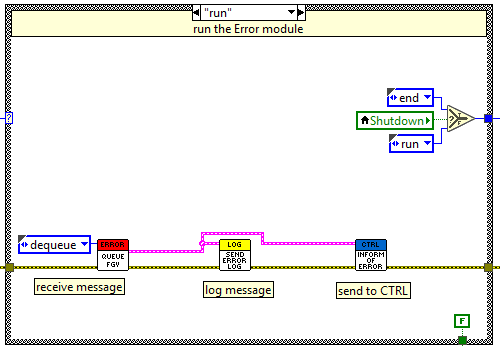 "run"
run the Error module
end
?
Shutdown
?
T
F
run
dequeue
ERROR
QUEUE
FGV
LOG
SEND
ERROR
LOG
CTRL
INFORM
OF
ERROR
receive message
log message
send to CTRL
F